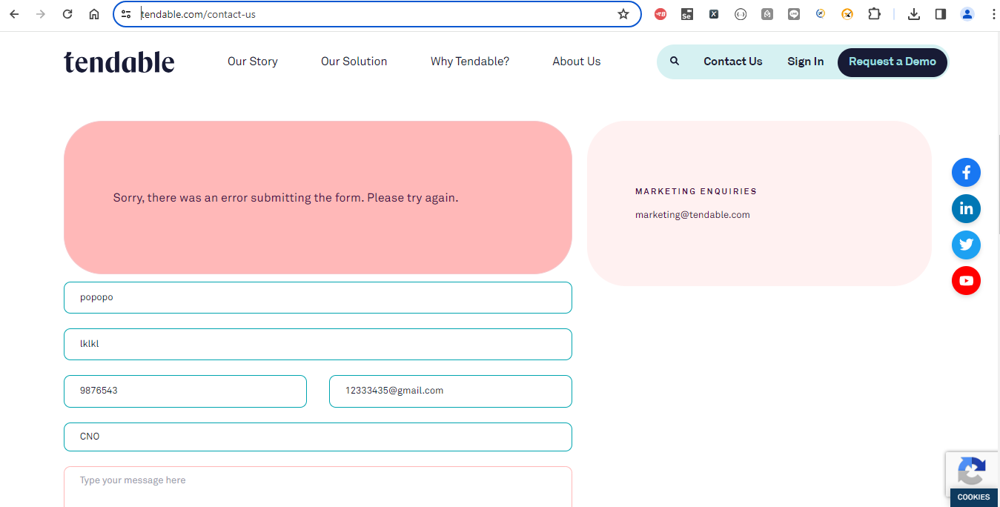 tendable.com/contact-us
tendable
Our Story
Our Solution
Why Tendable?
About Us
Contact Us
Sign In
Request a Demo
Sorry, there was an error submitting the form. Please try again.
MARKETING ENQUIRIES
marketing@tendable.com
popopo
lklkl
9876543
12333435@gmail.com
CNO
Type your message here
COOKIES